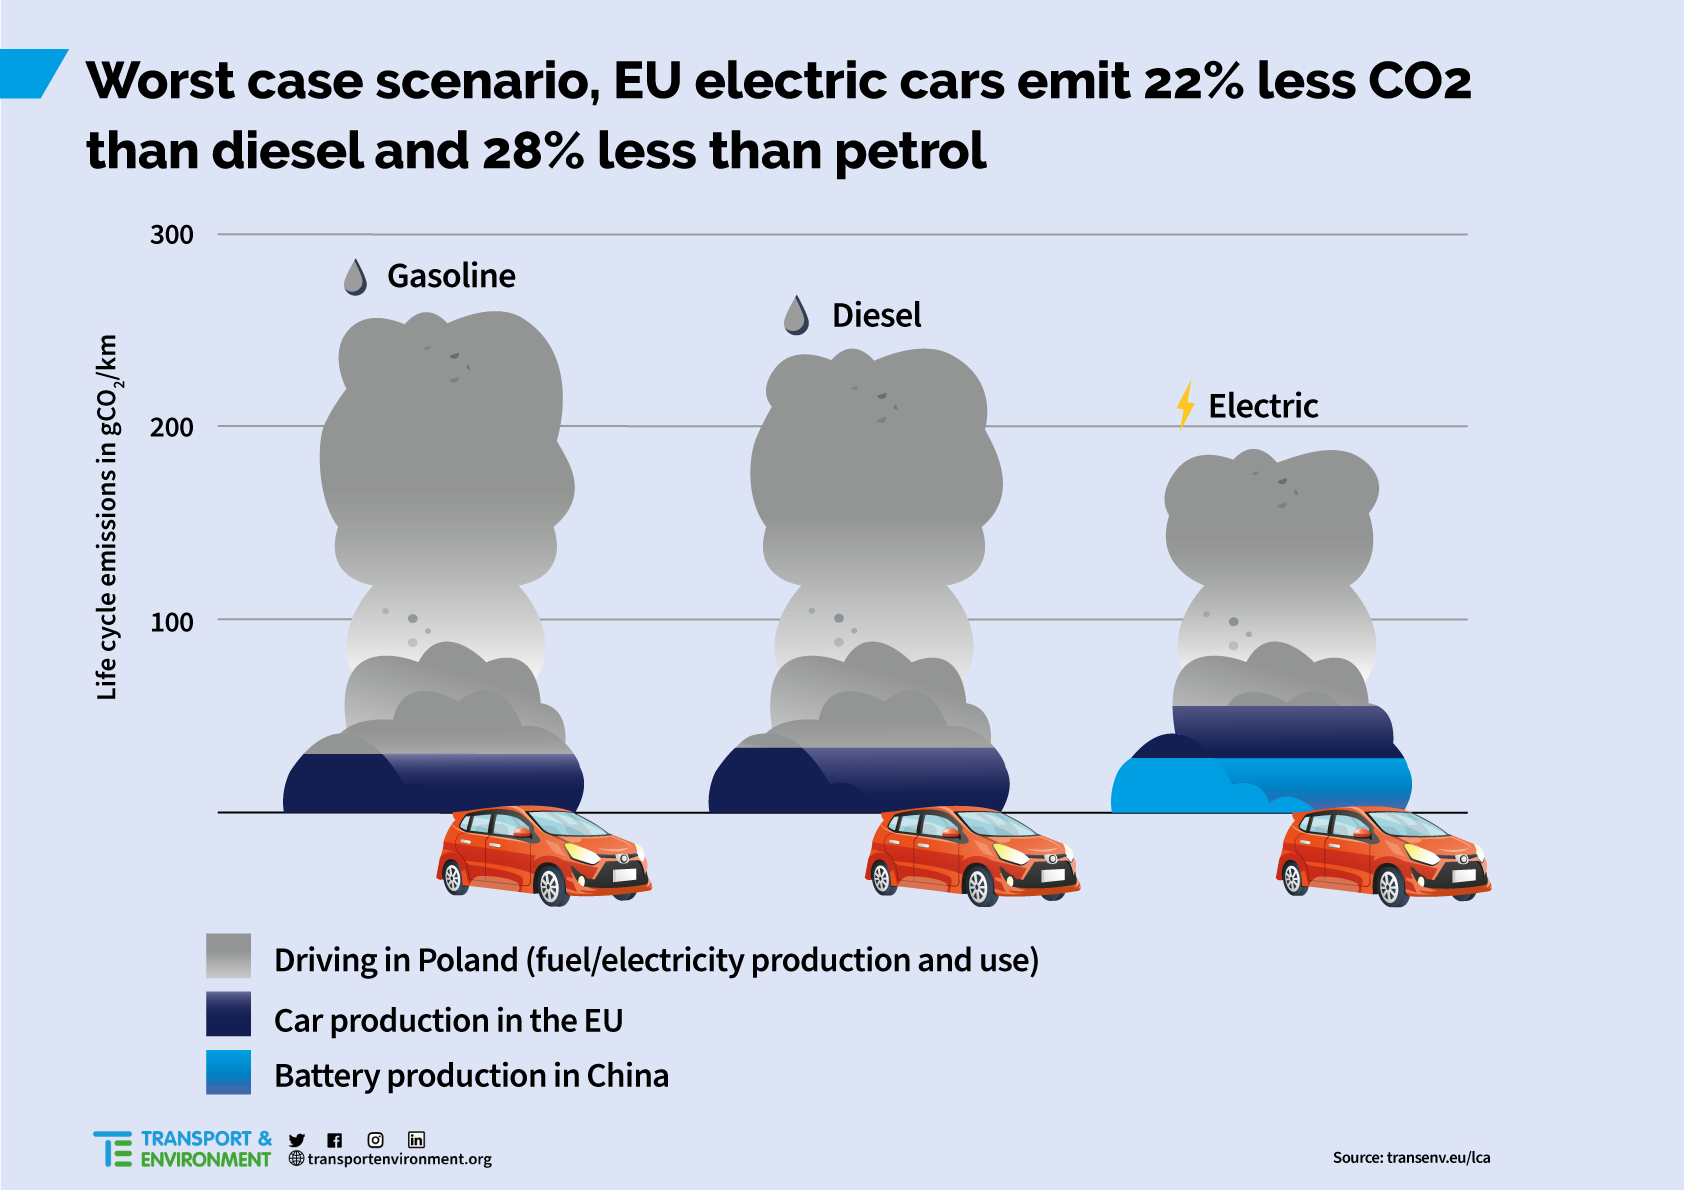 Worst case scenario, EU electric cars emit 22% less CO2
than diesel and 28% less than petrol
300
Gasoline
Diesel
Electric
200
100
Life cycle emissions in gCO₂/km
Driving in Poland (fuel/electricity production and use)
Car production in the EU
Battery production in China
TE TRANSPORT &
ENVIRONMENT
transportenvironment.org
Source: transenv.eu/lca